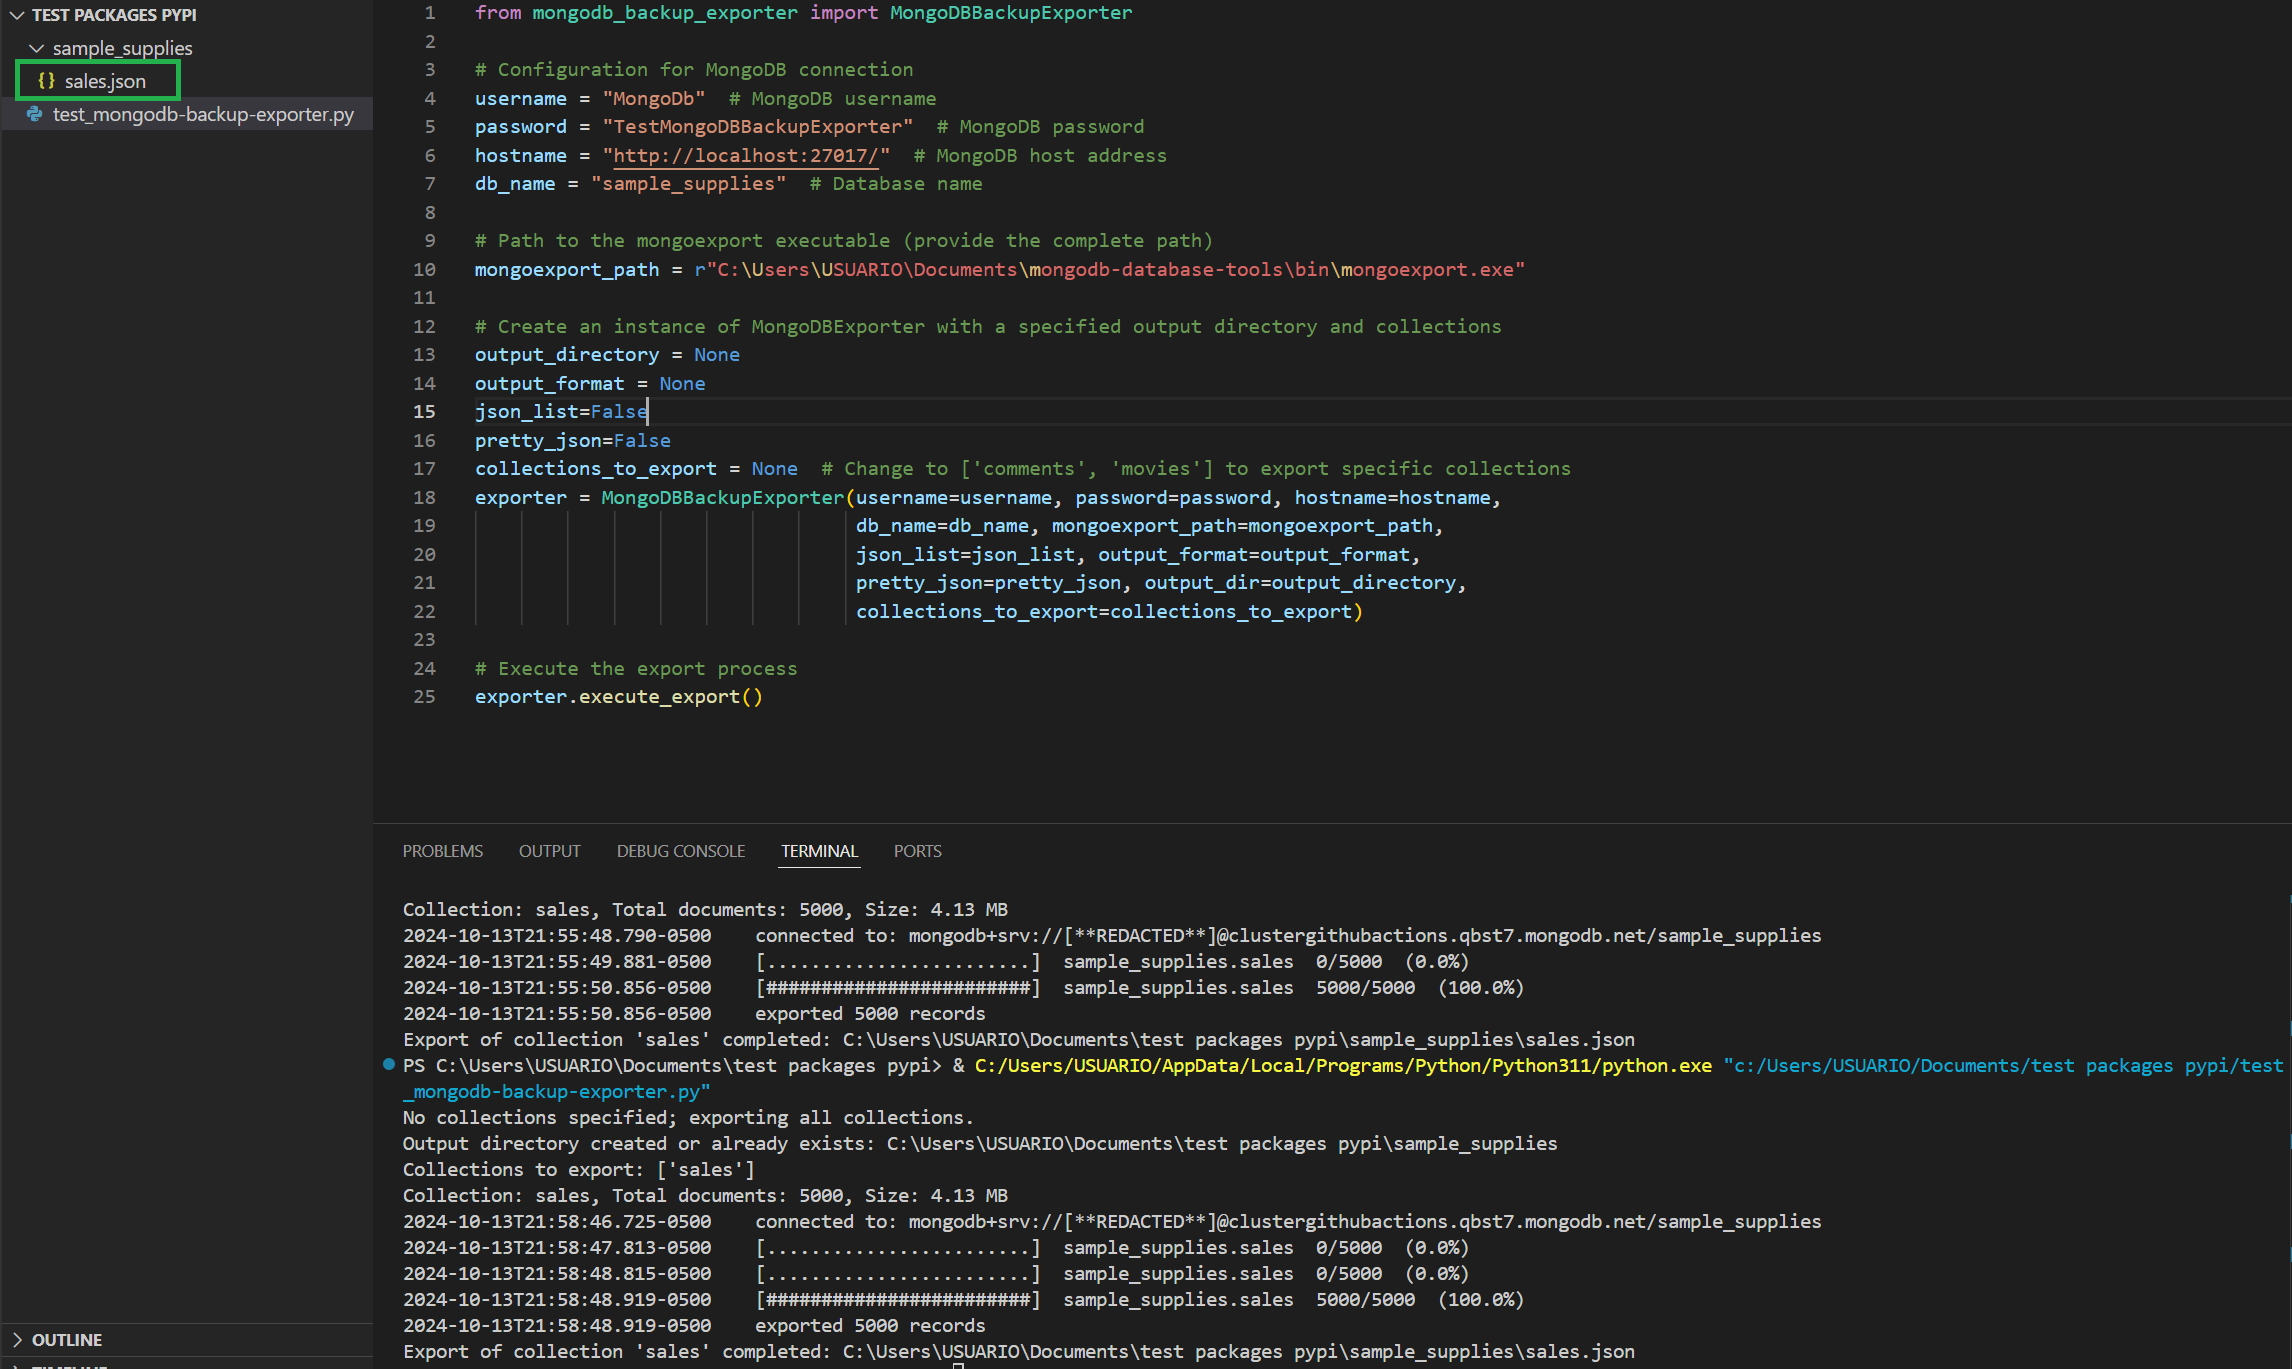 TEST PACKAGES PYPI
sample_supplies
{} sales.json
test_mongodb-backup-exporter.py
OUTLINE
1 from mongodb_backup_exporter import MongoDBBackupExporter
2
3 # Configuration for MongoDB connection
4 username = "MongoDb"  # MongoDB username
5 password = "TestMongoDBBackupExporter"  # MongoDB password
6 hostname = "http://localhost:27017/"  # MongoDB host address
7 db_name = "sample_supplies"  # Database name
8
9 # Path to the mongoexport executable (provide the complete path)
10 mongoexport_path = r"C:\Users\USUARIO\Documents\mongodb-database-tools\bin\mongoexport.exe"
11
12 # Create an instance of MongoDBExporter with a specified output directory and collections
13 output_directory = None
14 output_format = None
15 json_list=False
16 pretty_json=False
17 collections_to_export = None  # Change to ['comments', 'movies'] to export specific collections
18 exporter = MongoDBBackupExporter(username=username, password=password, hostname=hostname,
19 db_name=db_name, mongoexport_path=mongoexport_path,
20 json_list=json_list, output_format=output_format,
21 pretty_json=pretty_json, output_dir=output_directory,
22 collections_to_export=collections_to_export)
23
24 # Execute the export process
25 exporter.execute_export()
PROBLEMS OUTPUT DEBUG CONSOLE TERMINAL PORTS
Collection: sales, Total documents: 5000, Size: 4.13 MB
2024-10-13T21:55:48.790-0500    connected to: mongodb+srv://[**REDACTED**]@clustergithubactions.qbst7.mongodb.net/sample_supplies
2024-10-13T21:55:49.881-0500    [........................]  sample_supplies.sales  0/5000  (0.0%)
2024-10-13T21:55:50.856-0500    [########################]  sample_supplies.sales  5000/5000  (100.0%)
2024-10-13T21:55:50.856-0500    exported 5000 records
Export of collection 'sales' completed: C:\Users\USUARIO\Documents\test packages pypi\sample_supplies\sales.json
PS C:\Users\USUARIO\Documents\test packages pypi> & C:/Users/USUARIO/AppData/Local/Programs/Python/Python311/python.exe "c:/Users/USUARIO/Documents/test packages pypi/test
_mongodb-backup-exporter.py"
No collections specified; exporting all collections.
Output directory created or already exists: C:\Users\USUARIO\Documents\test packages pypi\sample_supplies
Collections to export: ['sales']
Collection: sales, Total documents: 5000, Size: 4.13 MB
2024-10-13T21:58:46.725-0500    connected to: mongodb+srv://[**REDACTED**]@clustergithubactions.qbst7.mongodb.net/sample_supplies
2024-10-13T21:58:47.813-0500    [........................]  sample_supplies.sales  0/5000  (0.0%)
2024-10-13T21:58:48.815-0500    [........................]  sample_supplies.sales  0/5000  (0.0%)
2024-10-13T21:58:48.919-0500    [########################]  sample_supplies.sales  5000/5000  (100.0%)
2024-10-13T21:58:48.919-0500    exported 5000 records
Export of collection 'sales' completed: C:\Users\USUARIO\Documents\test packages pypi\sample_supplies\sales.json